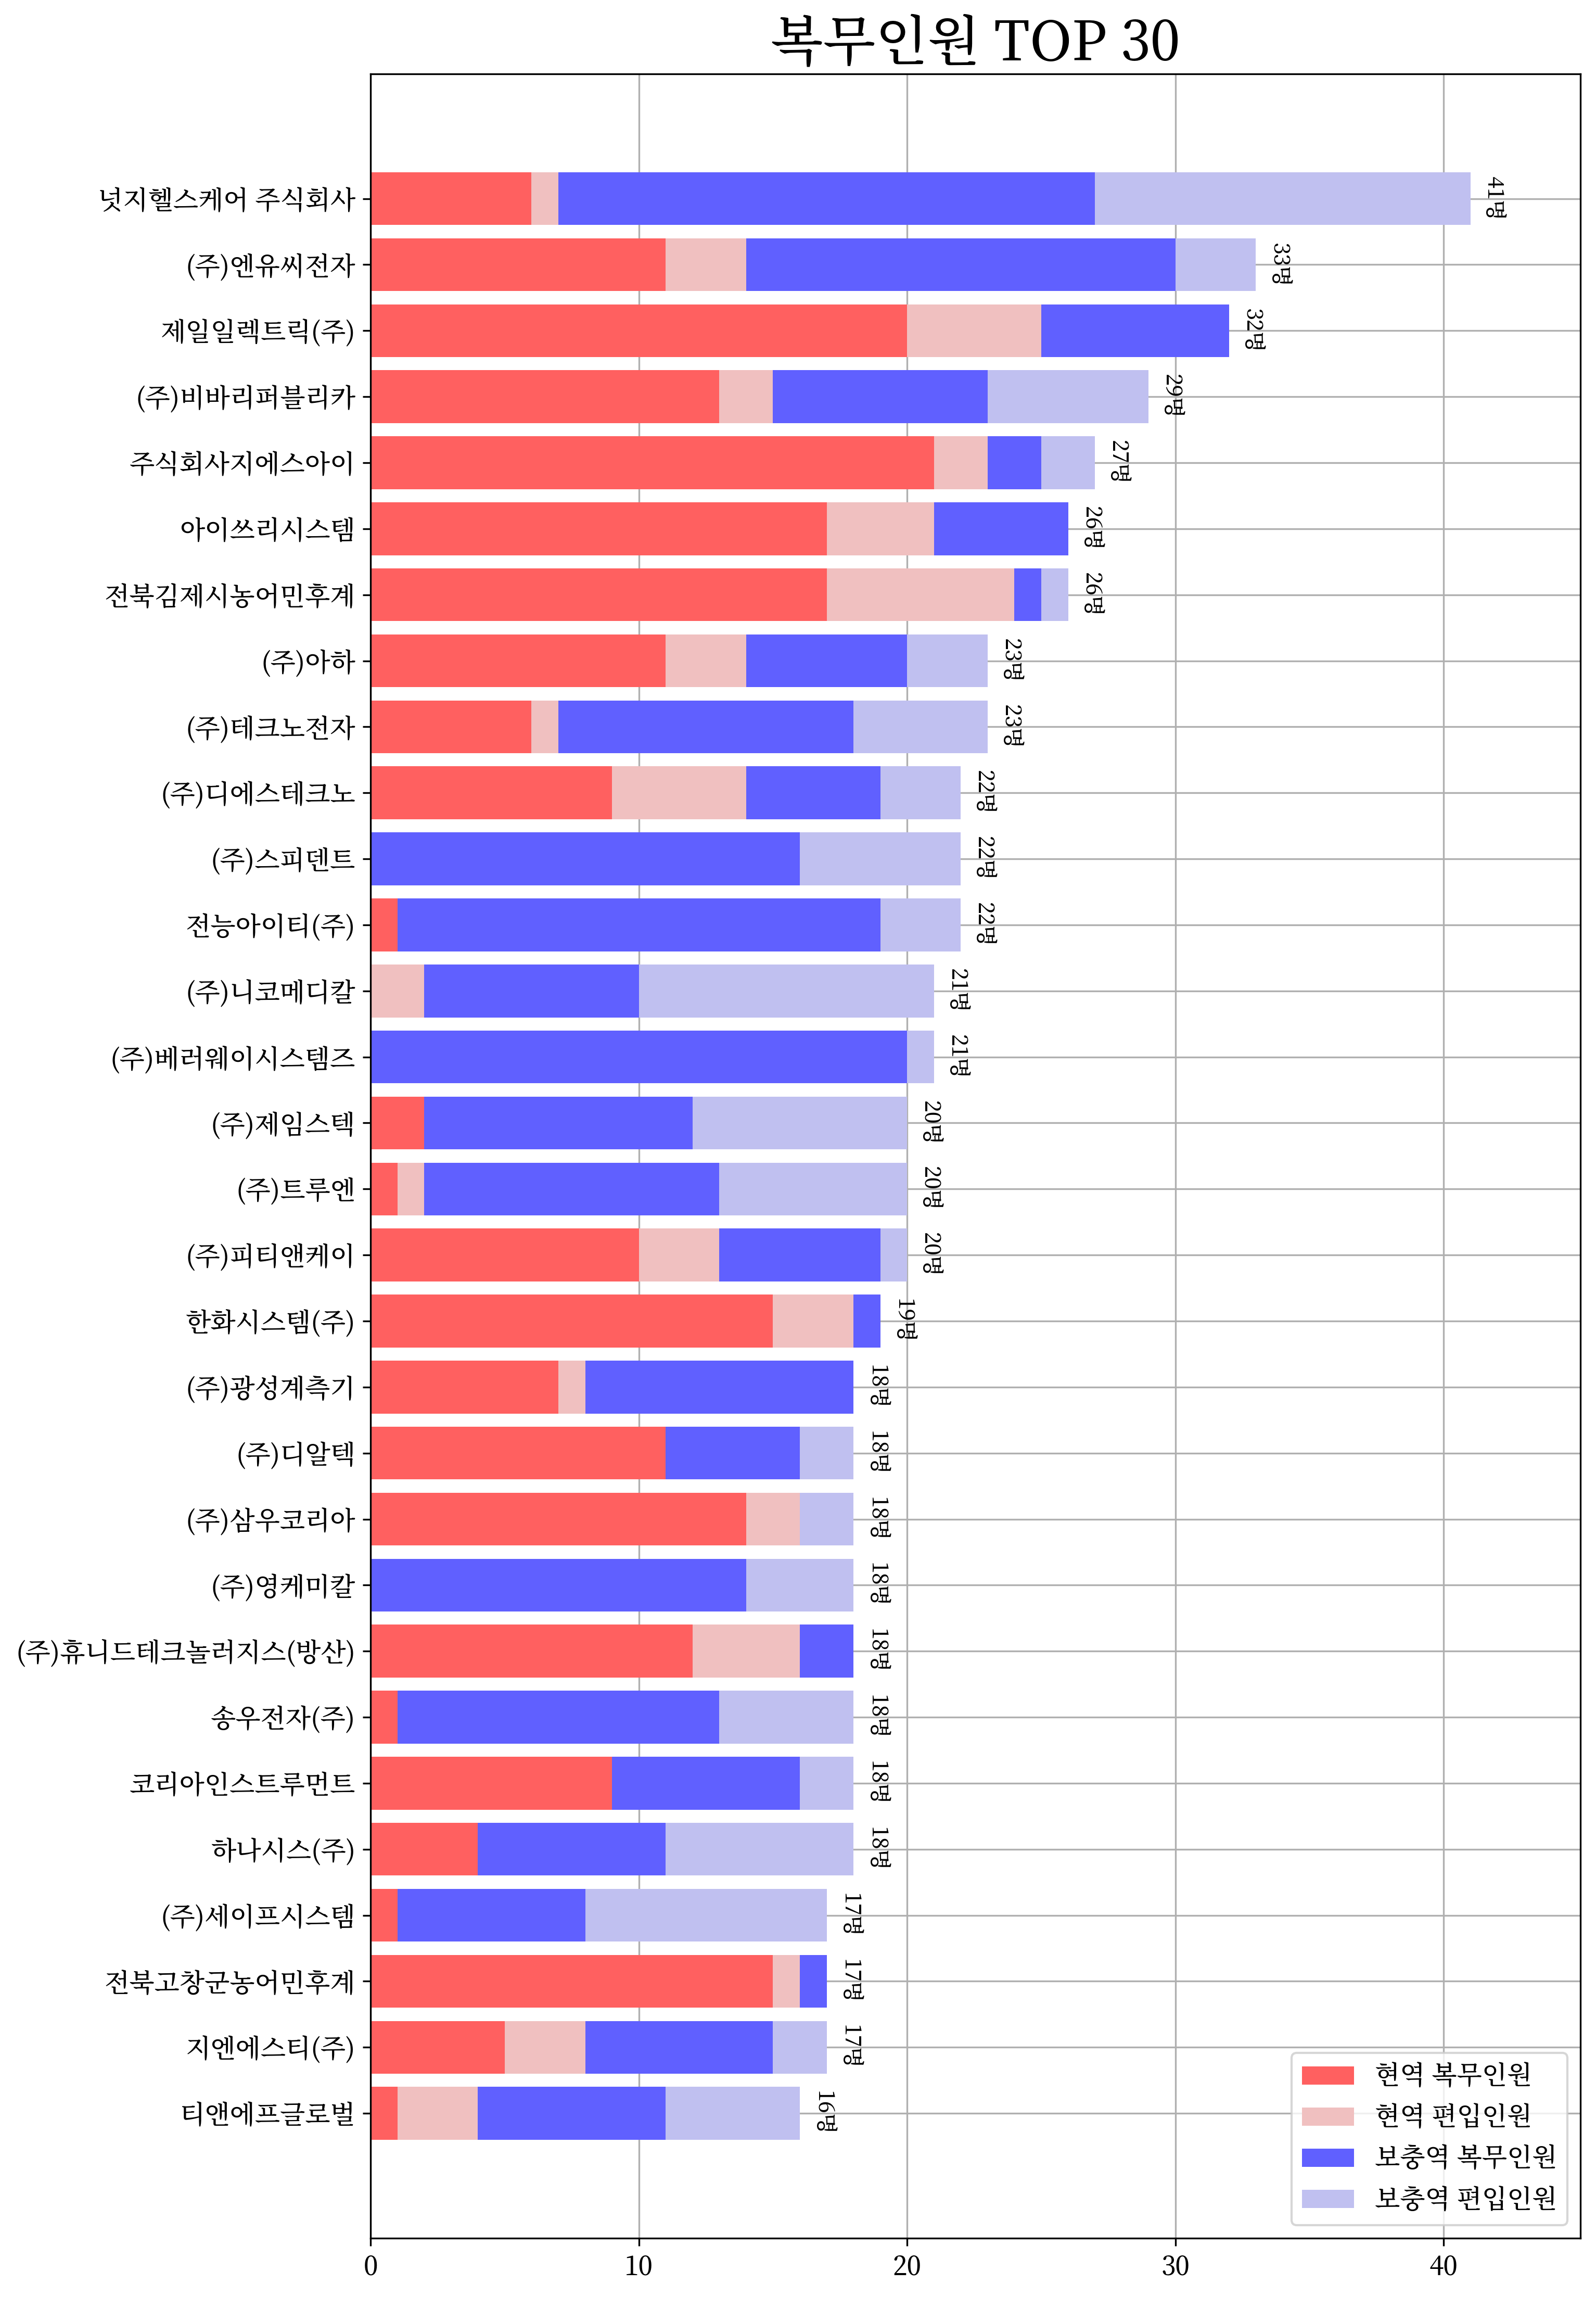 복무인원 TOP 30
넛지헬스케어 주식회사 41명
(주)엔유씨전자 33명
제일일렉트릭(주) 32명
(주)비바리퍼블리카 29명
주식회사지에스아이 27명
아이쓰리시스템 26명
전북김제시농어민후계 26명
(주)아하 23명
(주)테크노전자 23명
(주)디에스테크노 22명
(주)스피덴트 22명
전능아이티(주) 22명
(주)니코메디칼 21명
(주)베러웨이시스템즈 21명
(주)제임스텍 20명
(주)트루엔 20명
(주)피티앤케이 20명
한화시스템(주) 19명
(주)광성계측기 18명
(주)디알텍 18명
(주)삼우코리아 18명
(주)영케미칼 18명
(주)휴니드테크놀러지스(방산) 18명
송우전자(주) 18명
코리아인스트루먼트 18명
하나시스(주) 18명
(주)세이프시스템 17명
전북고창군농어민후계 17명
지엔에스티(주) 17명
티앤에프글로벌 16명
현역 복무인원
현역 편입인원
보충역 복무인원
보충역 편입인원
0 10 20 30 40